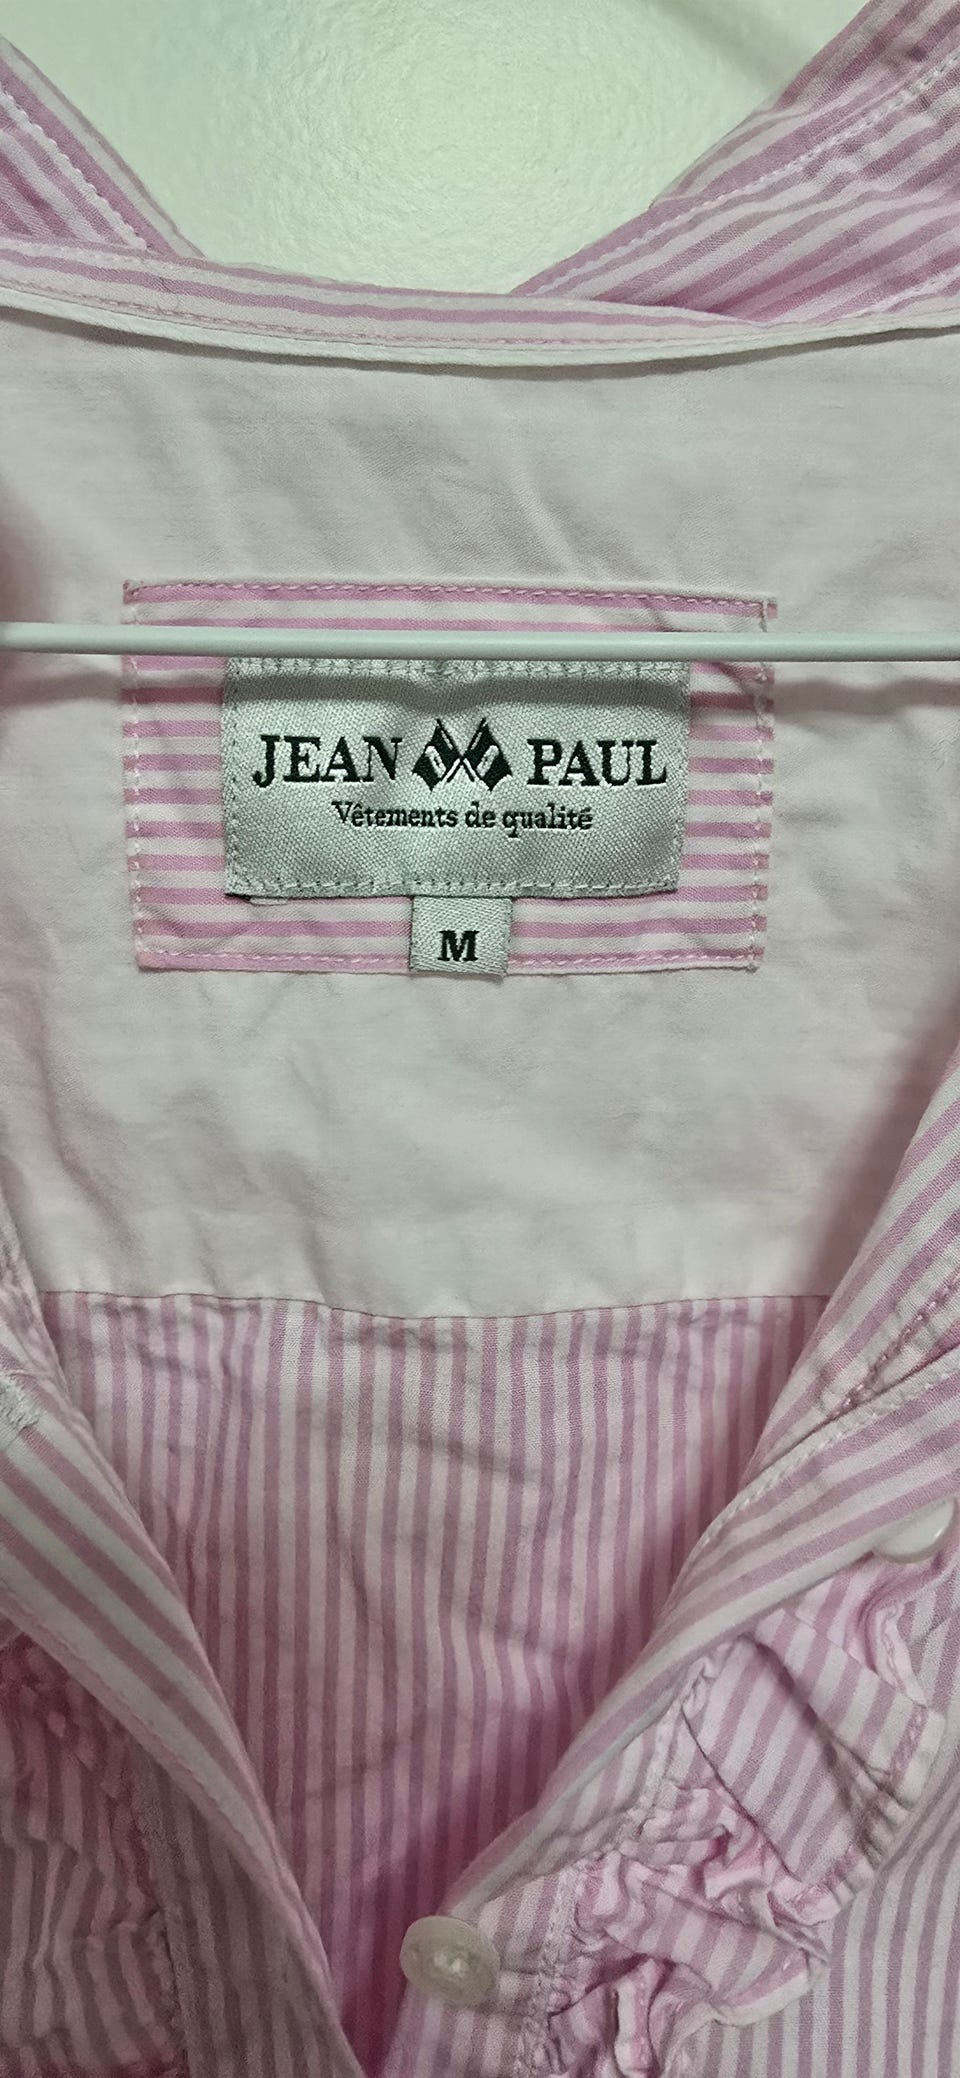 JEAN PAUL
Vêtements de qualité
M